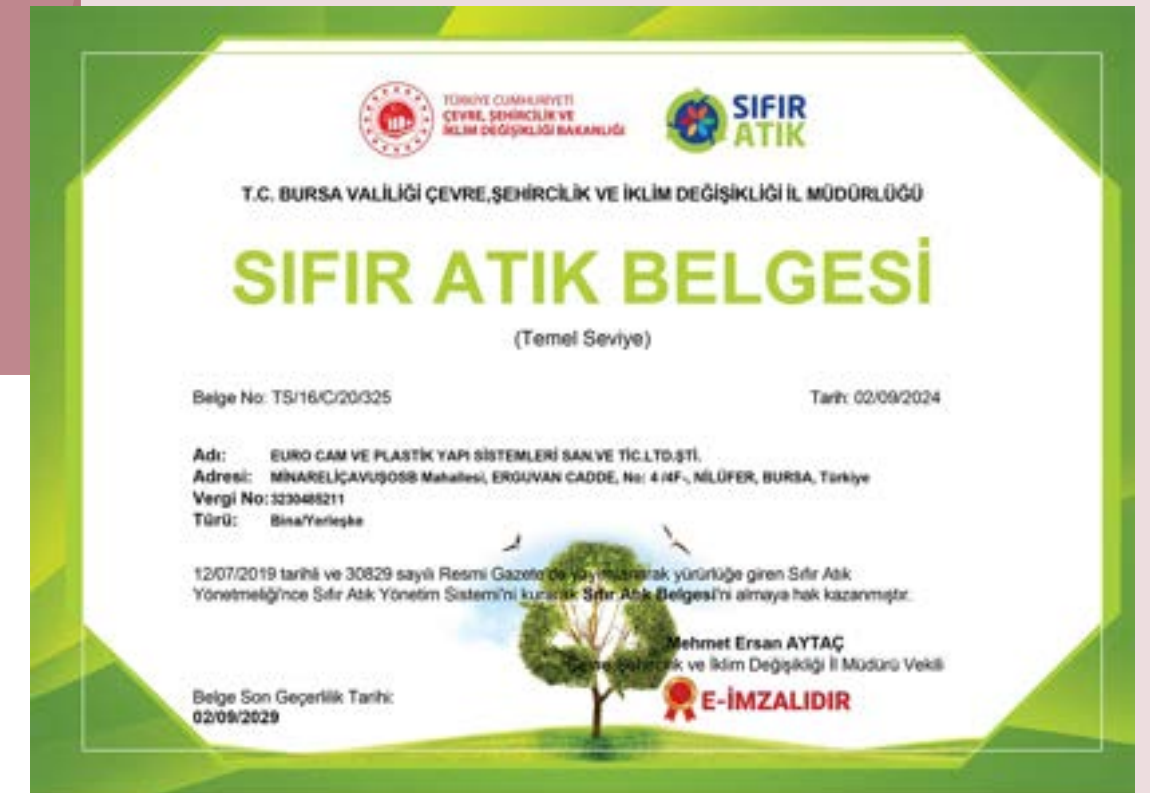 TÜRKİYE CUMHURİYETİ
ÇEVRE, ŞEHİRCİLİK VE
İKLİM DEĞİŞİKLİĞİ BAKANLIĞI
SIFIR
ATIK
T.C. BURSA VALİLİĞİ ÇEVRE,ŞEHİRCİLİK VE İKLİM DEĞİŞİKLİĞİ İL MÜDÜRLÜĞÜ
SIFIR ATIK BELGESİ
(Temel Seviye)
Belge No: TS/16/C/20/325
Tarih: 02/09/2024
Adı: EURO CAM VE PLASTİK YAPI SİSTEMLERİ SAN.VE TİC.LTD.ŞTİ.
Adresi: MİNARELİÇAVUŞOSB Mahallesi, ERGUVAN CADDE, No: 4 /4F-, NİLÜFER, BURSA, Türkiye
Vergi No: 3230485211
Türü: Bina/Yerleşke
12/07/2019 tarihli ve 30829 sayılı Resmi Gazete'de yayımlanarak yürürlüğe giren Sıfır Atık
Yönetmeliği'nce Sıfır Atık Yönetim Sistemi'ni kurarak Sıfır Atık Belgesi'ni almaya hak kazanmıştır.
Mehmet Ersan AYTAÇ
Çevre, Şehircilik ve İklim Değişikliği İl Müdürü Vekili
E-İMZALIDIR
Belge Son Geçerlilik Tarihi:
02/09/2029